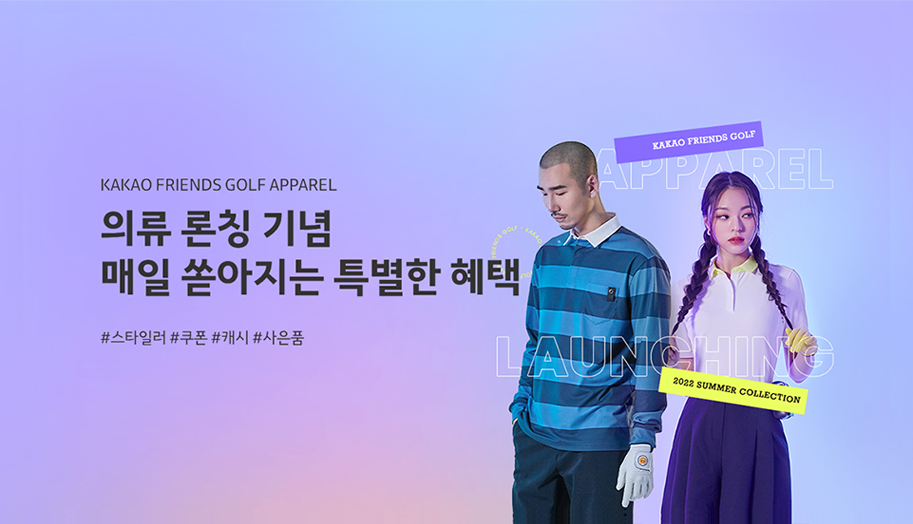 KAKAO FRIENDS GOLF APPAREL
의류 론칭 기념
매일 쏟아지는 특별한 혜택
#스타일러 #쿠폰 #캐시 #사은품
KAKAO FRIENDS GOLF
APPAREL
LAUNCHING
2022 SUMMER COLLECTION